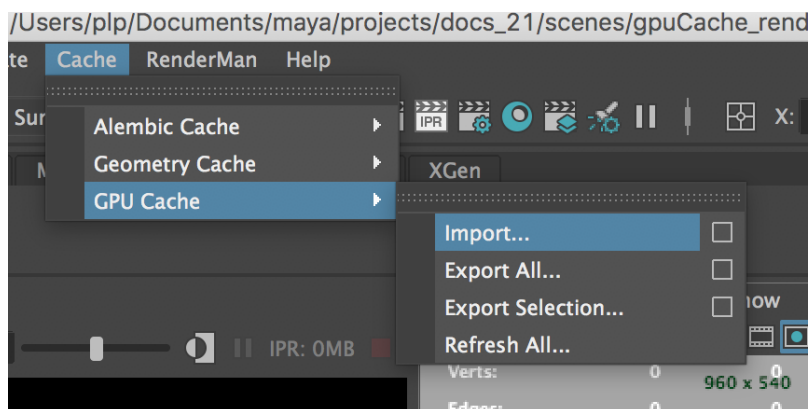 /Users/plp/Documents/maya/projects/docs_21/scenes/gpuCache_rend
te Cache RenderMan Help
Sur
IPR
X:
Alembic Cache
Geometry Cache
XGen
GPU Cache
Import...
Export All...
Export Selection...
Refresh All...
now
IPR: 0MB
Verts: 0 0
960 x 540
Edges: 0 0